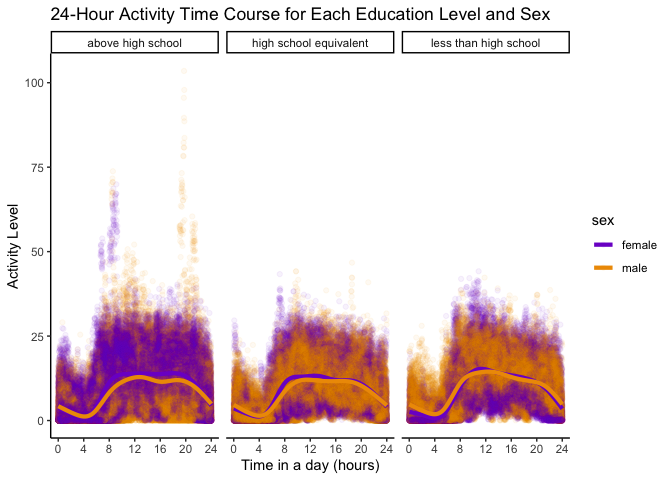 24-Hour Activity Time Course for Each Education Level and Sex
above high school
high school equivalent
less than high school
100
75
50
25
0
Activity Level
0 4 8 12 16 20 24
0 4 8 12 16 20 24
0 4 8 12 16 20 24
Time in a day (hours)
sex
female
male